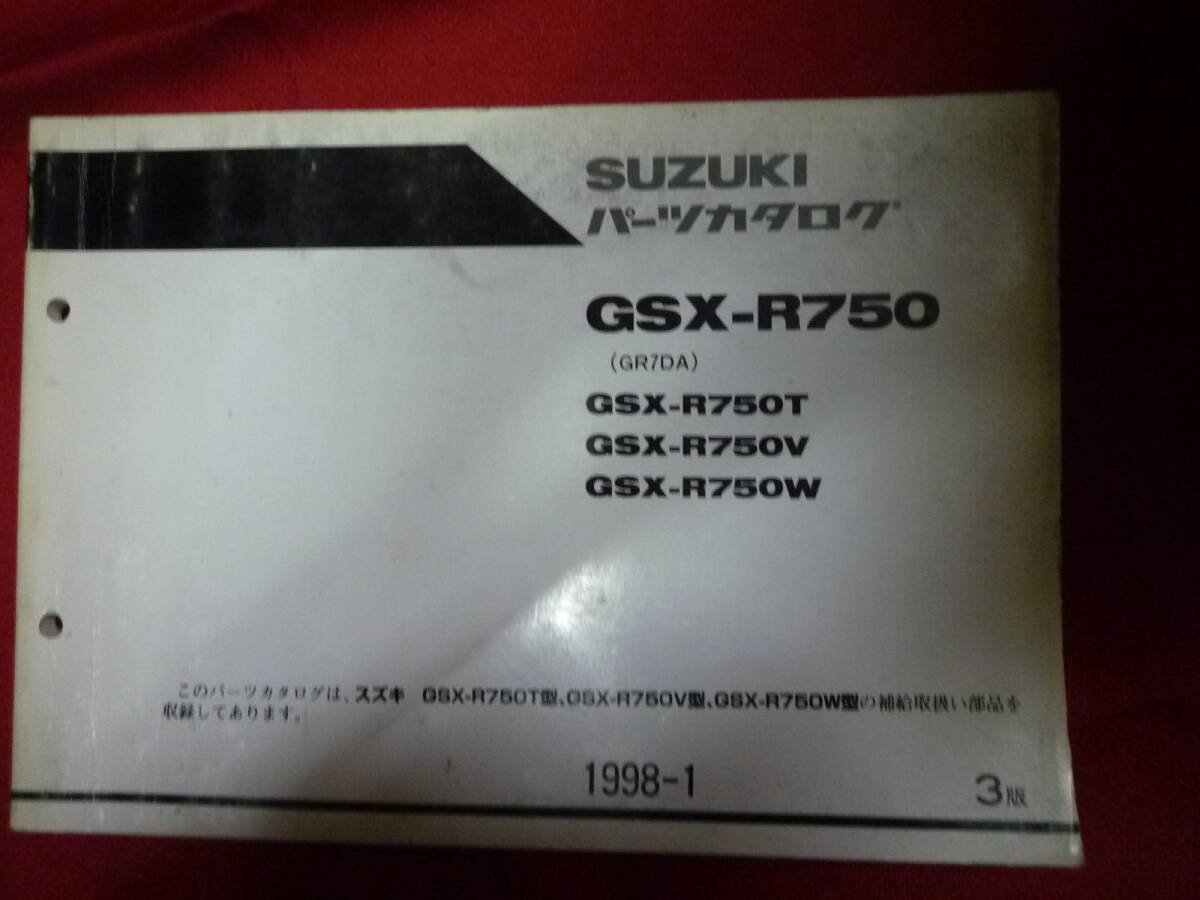 SUZUKI
パーツカタログ
GSX-R750
(GR7DA)
GSX-R750T
GSX-R750V
GSX-R750W
このパーツカタログは、スズキ GSX-R750T型、GSX-R750V型、GSX-R750W型の補給取扱い部品を
収録してあります。
1998-1
3版